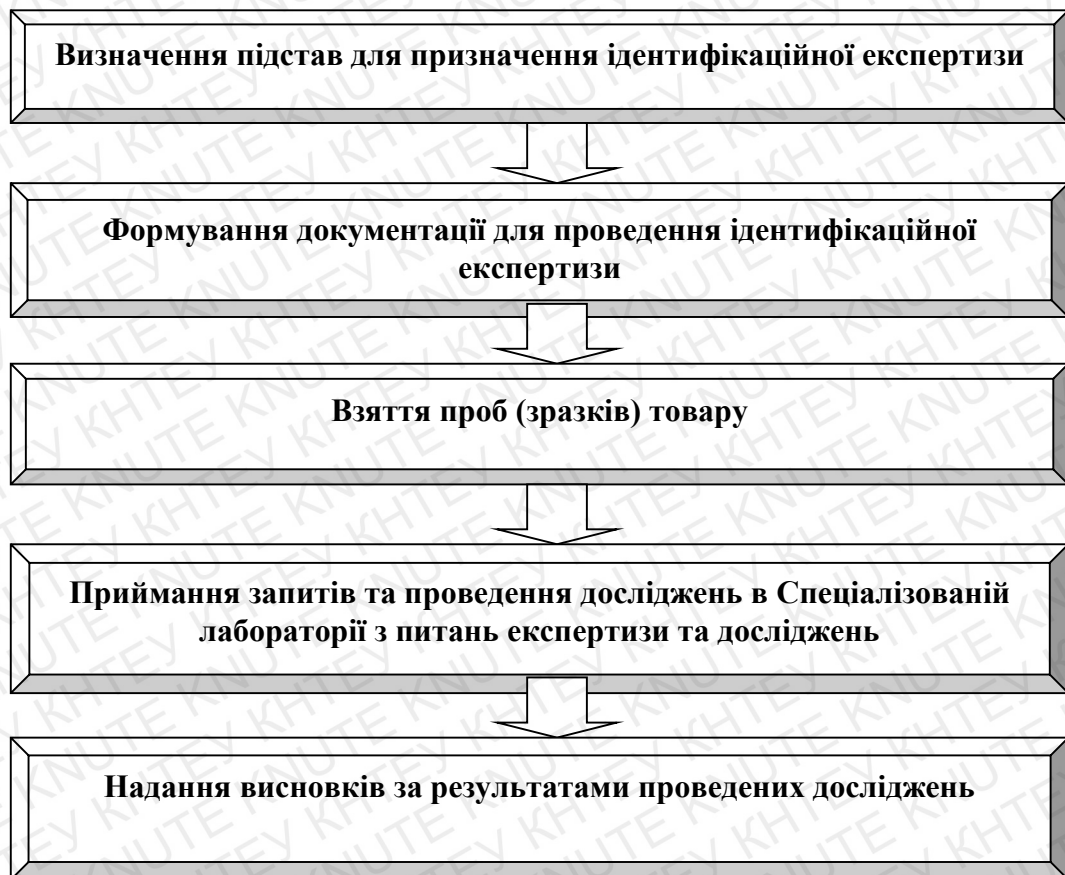 Визначення підстав для призначення ідентифікаційної експертизи
Формування документації для проведення ідентифікаційної
експертизи
Взяття проб (зразків) товару
Приймання запитів та проведення досліджень в Спеціалізованій
лабораторії з питань експертизи та досліджень
Надання висновків за результатами проведених досліджень